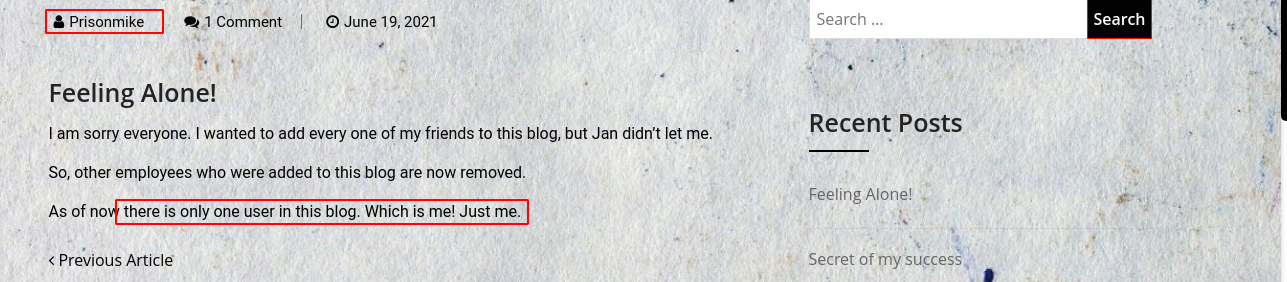 Prisonmike 1 Comment June 19, 2021
Feeling Alone!
I am sorry everyone. I wanted to add every one of my friends to this blog, but Jan didn’t let me.
So, other employees who were added to this blog are now removed.
As of now there is only one user in this blog. Which is me! Just me.
Previous Article
Search ...
Search
Recent Posts
Feeling Alone!
Secret of my success